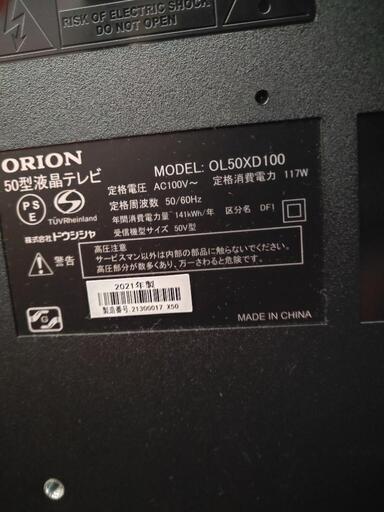 RISK OF ELECTRIC SHOCK
DO NOT OPEN
ORION
MODEL: OL50XD100
50型液晶テレビ
定格電圧 AC100V～ 定格消費電力 117W
定格周波数 50/60Hz
年間消費電力量 141kWh/年 区分名 DF1
受信機型サイズ 50V型
PS
E
TÜVRheinland
株式会社ドウシシャ
警告
高圧注意
サービスマン以外は内部の部品に触らないでください。
高圧部分が数多くあり、万一さわると危険です。
2021年製
製造番号:21300017 X50
MADE IN CHINA